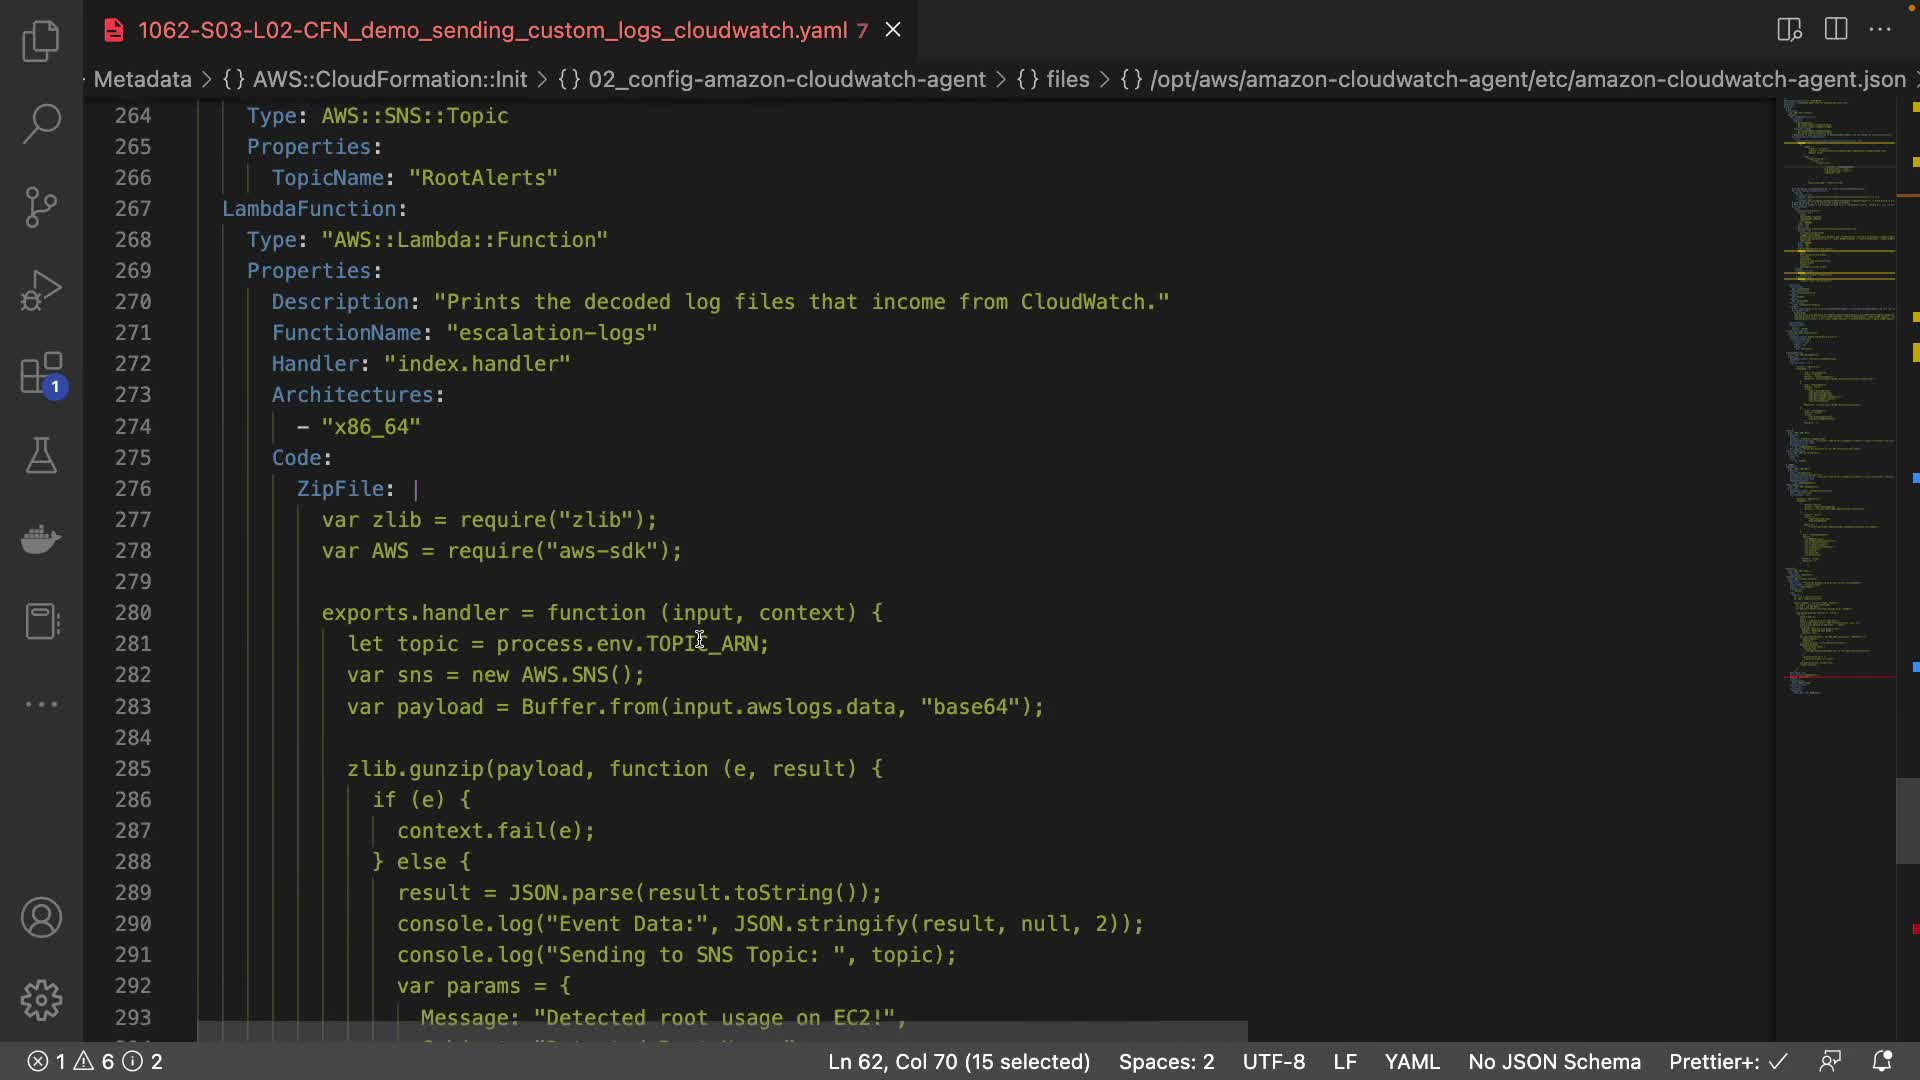 1062-S03-L02-CFN_demo_sending_custom_logs_cloudwatch.yaml 7
Metadata > {} AWS::CloudFormation::Init > {} 02_config-amazon-cloudwatch-agent > {} files > {} /opt/aws/amazon-cloudwatch-agent/etc/amazon-cloudwatch-agent.json >
264 Type: AWS::SNS::Topic
265 Properties:
266 TopicName: "RootAlerts"
267 LambdaFunction:
268 Type: "AWS::Lambda::Function"
269 Properties:
270 Description: "Prints the decoded log files that income from CloudWatch."
271 FunctionName: "escalation-logs"
272 Handler: "index.handler"
273 Architectures:
274 - "x86_64"
275 Code:
276 ZipFile: |
277 var zlib = require("zlib");
278 var AWS = require("aws-sdk");
279
280 exports.handler = function (input, context) {
281 let topic = process.env.TOPIC_ARN;
282 var sns = new AWS.SNS();
283 var payload = Buffer.from(input.awslogs.data, "base64");
284
285 zlib.gunzip(payload, function (e, result) {
286 if (e) {
287 context.fail(e);
288 } else {
289 result = JSON.parse(result.toString());
290 console.log("Event Data:", JSON.stringify(result, null, 2));
291 console.log("Sending to SNS Topic: ", topic);
292 var params = {
293 Message: "Detected root usage on EC2!",
1
1 6 2 Ln 62, Col 70 (15 selected) Spaces: 2 UTF-8 LF YAML No JSON Schema Prettier+: ✓